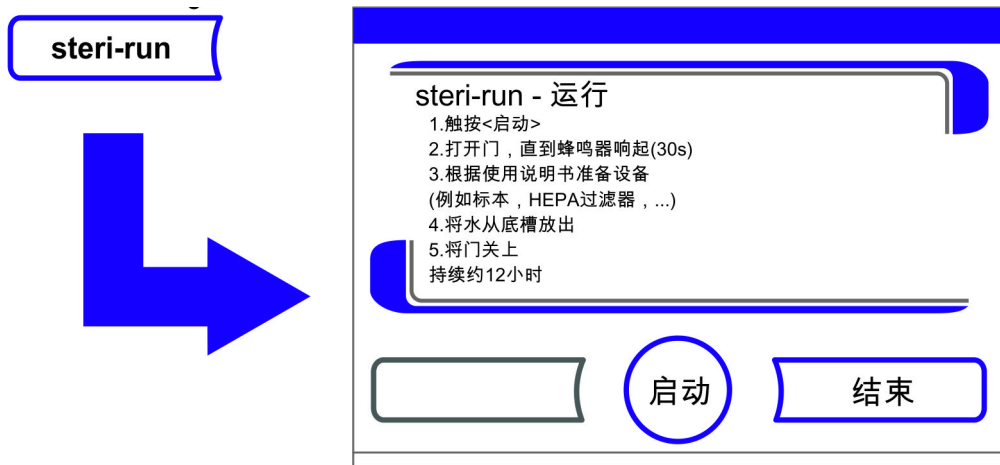 steri-run
steri-run - 运行
1.触按<启动>
2.打开门，直到蜂鸣器响起(30s)
3.根据使用说明书准备设备
(例如标本，HEPA过滤器，...)
4.将水从底槽放出
5.将门关上
持续约12小时
启动
结束